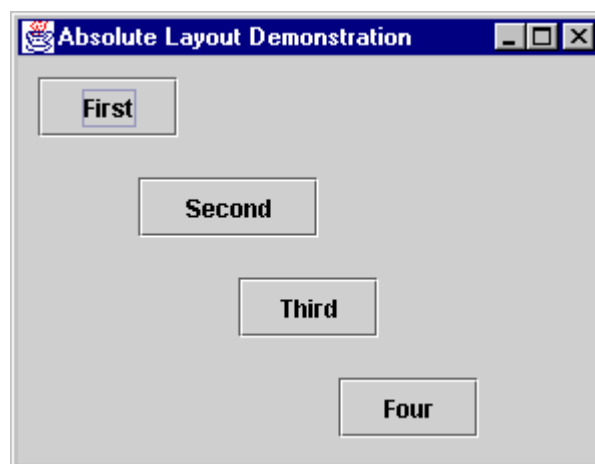 Absolute Layout Demonstration
First
Second
Third
Four